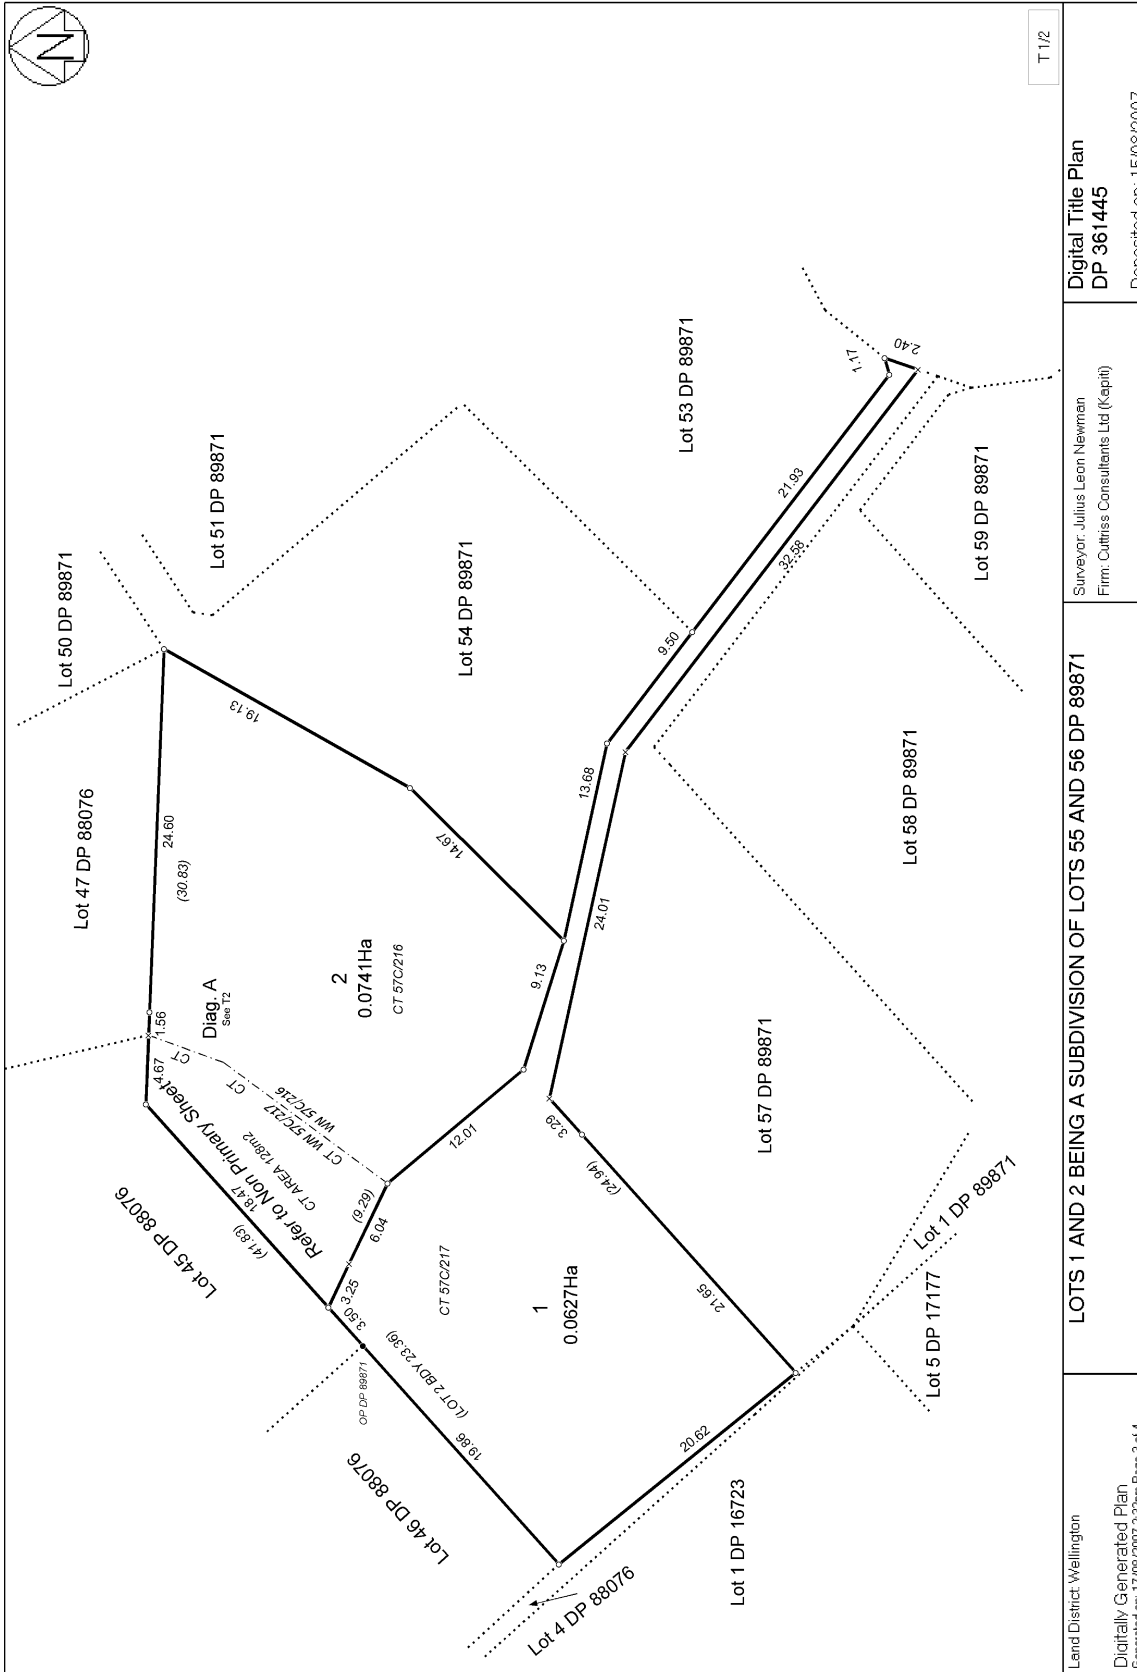 N
T 1/2
Lot 50 DP 89871
Lot 51 DP 89871
Lot 47 DP 88076
Lot 54 DP 89871
Lot 53 DP 89871
24.60
(30.83)
19.13
14.67
1.56
4.67
CT
CT
Diag. A
See T2
2
0.0741Ha
CT 57C/216
WN 57C/216
CT WN 57C/217
CT AREA 128m2
Refer to Non Primary Sheet
18.47
(41.83)
Lot 45 DP 88076
9.13
13.68
9.50
21.93
1.17
2.40
32.58
24.01
12.01
(9.29)
6.04
3.25
3.50
3.29
(24.94)
21.65
OP DP 89871
(LOT 2 BDY 23.36)
19.86
CT 57C/217
1
0.0627Ha
20.62
Lot 46 DP 88076
Lot 4 DP 88076
Lot 1 DP 16723
Lot 5 DP 17177
Lot 1 DP 89871
Lot 57 DP 89871
Lot 58 DP 89871
Lot 59 DP 89871
Land District: Wellington
Digitally Generated Plan
LOTS 1 AND 2 BEING A SUBDIVISION OF LOTS 55 AND 56 DP 89871
Surveyor: Julius Leon Newman
Firm: Cuttriss Consultants Ltd (Kapiti)
Digital Title Plan
DP 361445